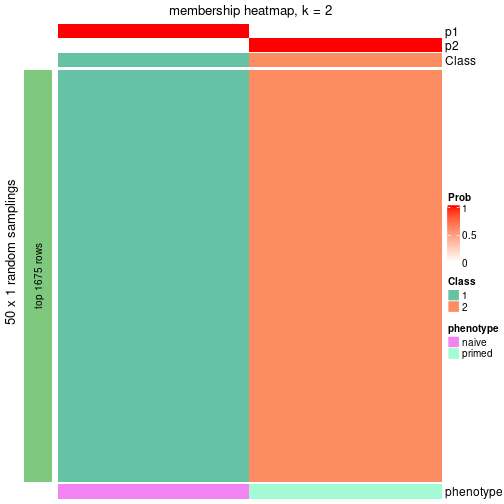 membership heatmap, k = 2
p1
p2
Class
50 x 1 random samplings
top 1675 rows
Prob
1
0.5
0
Class
1
2
phenotype
naive
primed
phenotype